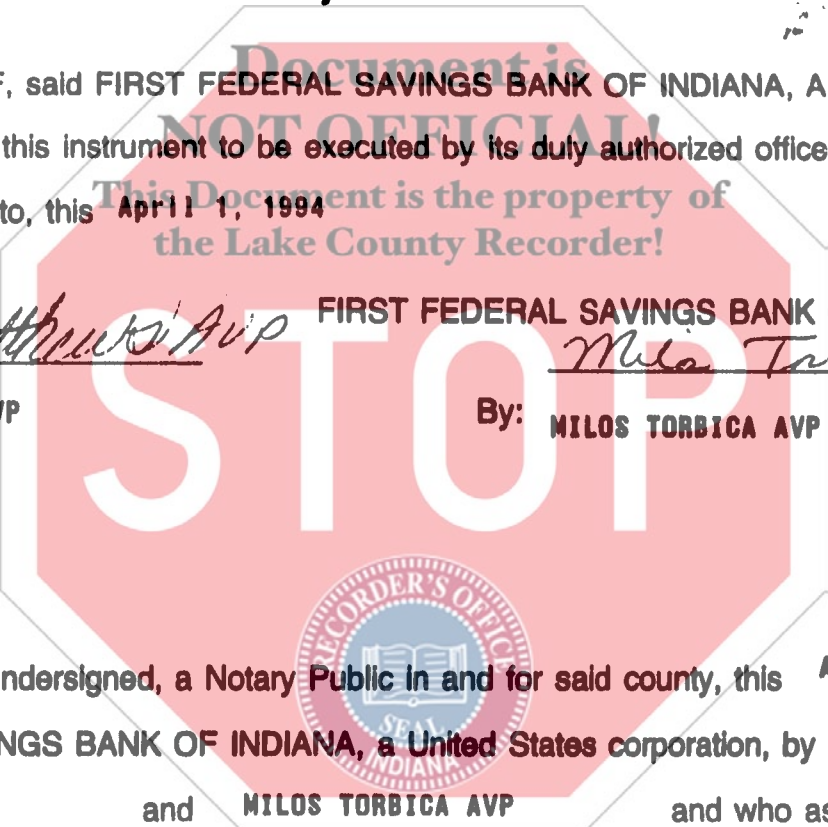 Document is
F, said FIRST FEDERAL SAVINGS BANK OF INDIANA, A
NOT OFFICIAL!
this instrument to be executed by its duly authorized office
This Document is the property of
to, this April 1, 1994
the Lake County Recorder!
FIRST FEDERAL SAVINGS BANK
AVP
Milos
STOP
VP
By: MILOS TORBICA AVP
RECORDER'S OFFIC
ndersigned, a Notary Public in and for said county, this A
SEAL
NGS BANK OF INDIANA, a United States corporation, by
INDIANA
and MILOS TORBICA AVP and who as